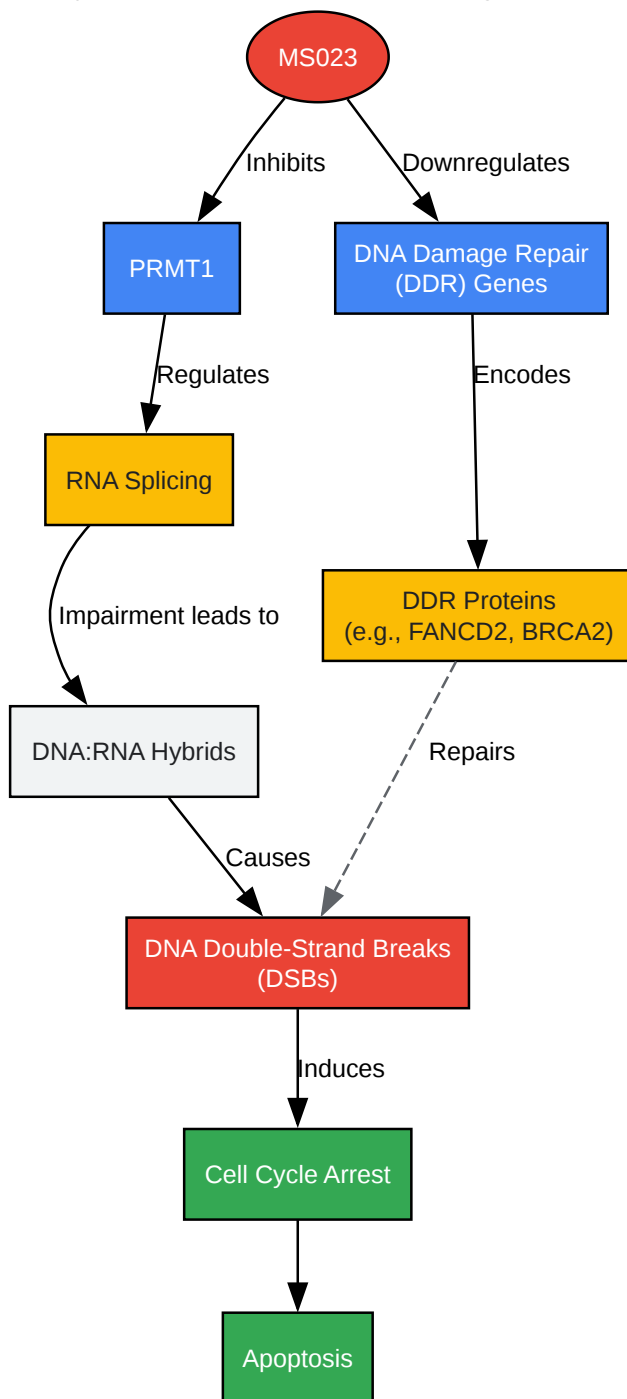 MS023
Inhibits
Downregulates
PRMT1
DNA Damage Repair
(DDR) Genes
Regulates
Encodes
RNA Splicing
Impairment leads to
DDR Proteins
(e.g., FANCD2, BRCA2)
DNA:RNA Hybrids
Repairs
Causes
DNA Double-Strand Breaks
(DSBs)
Induces
Cell Cycle Arrest
Apoptosis